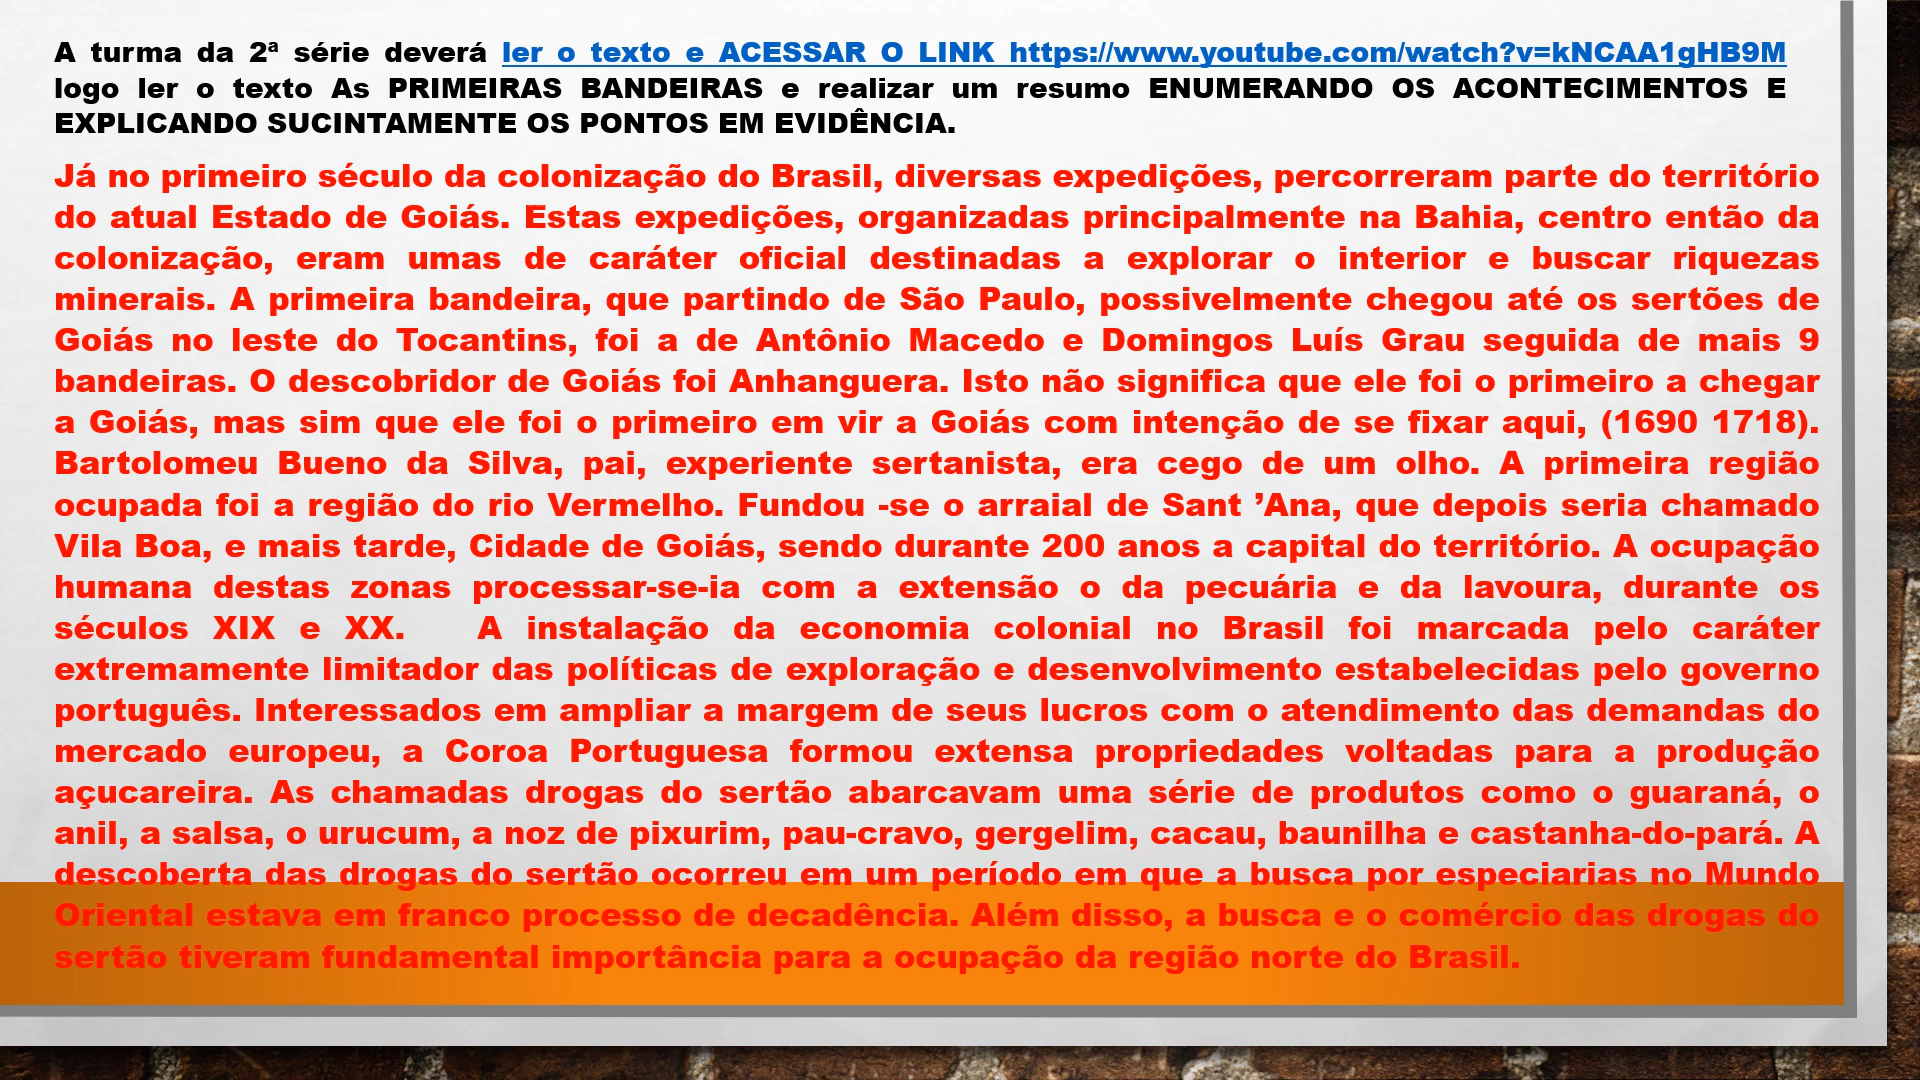 A turma da 2ª série deverá ler o texto e ACESSAR O LINK https://www.youtube.com/watch?v=kNCAA1gHB9M
logo ler o texto As PRIMEIRAS BANDEIRAS e realizar um resumo ENUMERANDO OS ACONTECIMENTOS E
EXPLICANDO SUCINTAMENTE OS PONTOS EM EVIDÊNCIA.
Já no primeiro século da colonização do Brasil, diversas expedições, percorreram parte do território
do atual Estado de Goiás. Estas expedições, organizadas principalmente na Bahia, centro então da
colonização, eram umas de caráter oficial destinadas a explorar o interior e buscar riquezas
minerais. A primeira bandeira, que partindo de São Paulo, possivelmente chegou até os sertões de
Goiás no leste do Tocantins, foi a de Antônio Macedo e Domingos Luís Grau seguida de mais 9
bandeiras. O descobridor de Goiás foi Anhanguera. Isto não significa que ele foi o primeiro a chegar
a Goiás, mas sim que ele foi o primeiro em vir a Goiás com intenção de se fixar aqui, (1690 1718).
Bartolomeu Bueno da Silva, pai, experiente sertanista, era cego de um olho. A primeira região
ocupada foi a região do rio Vermelho. Fundou -se o arraial de Sant ’Ana, que depois seria chamado
Vila Boa, e mais tarde, Cidade de Goiás, sendo durante 200 anos a capital do território. A ocupação
humana destas zonas processar-se-ia com a extensão o da pecuária e da lavoura, durante os
séculos XIX e XX. A instalação da economia colonial no Brasil foi marcada pelo caráter
extremamente limitador das políticas de exploração e desenvolvimento estabelecidas pelo governo
português. Interessados em ampliar a margem de seus lucros com o atendimento das demandas do
mercado europeu, a Coroa Portuguesa formou extensa propriedades voltadas para a produção
açucareira. As chamadas drogas do sertão abarcavam uma série de produtos como o guaraná, o
anil, a salsa, o urucum, a noz de pixurim, pau-cravo, gergelim, cacau, baunilha e castanha-do-pará. A
descoberta das drogas do sertão ocorreu em um período em que a busca por especiarias no Mundo
Oriental estava em franco processo de decadência. Além disso, a busca e o comércio das drogas do
sertão tiveram fundamental importância para a ocupação da região norte do Brasil.